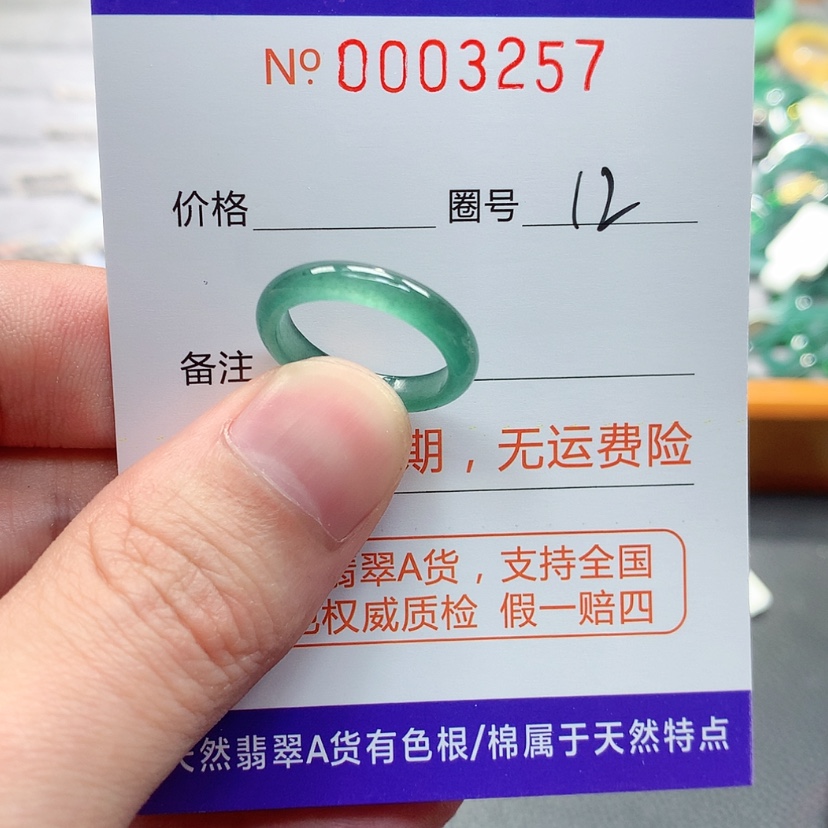 Nº 0003257
价格 圈号 12
备注
期，无运费险
翡翠A货，支持全国
权威质检 假一赔四
天然翡翠A货有色根/棉属于天然特点